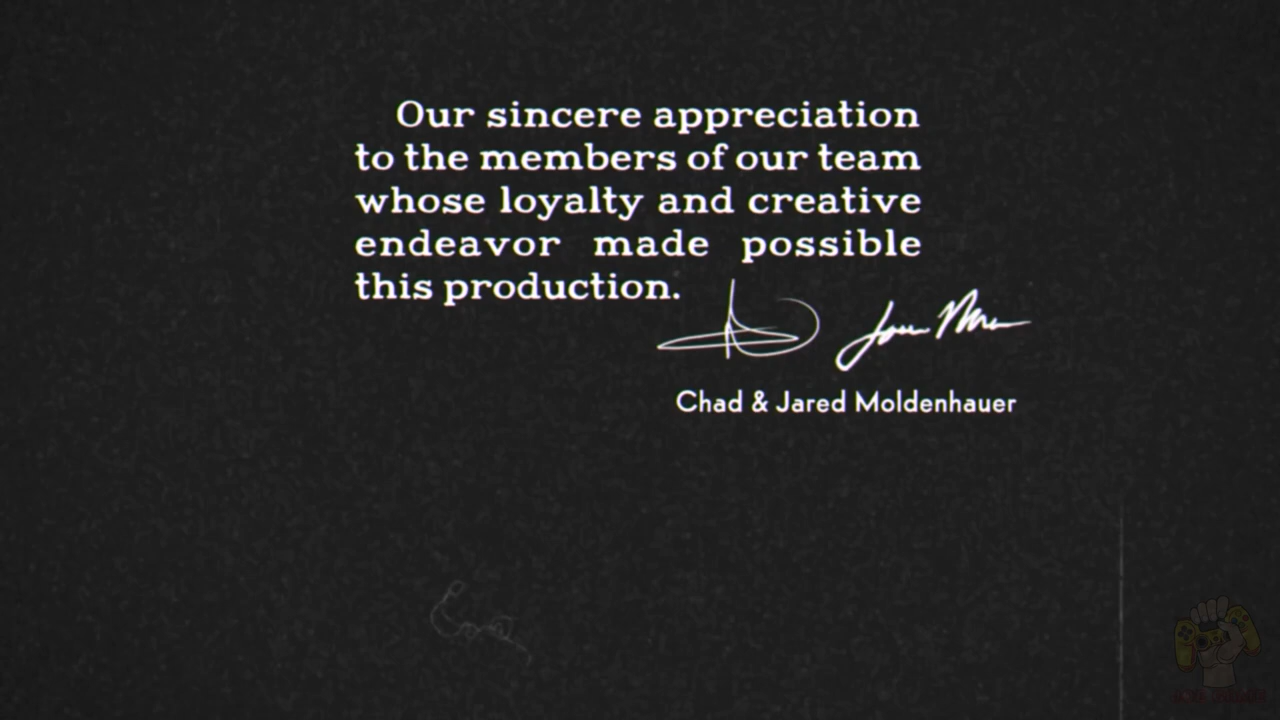 Our sincere appreciation
to the members of our team
whose loyalty and creative
endeavor made possible
this production.
Chad & Jared Moldenhauer